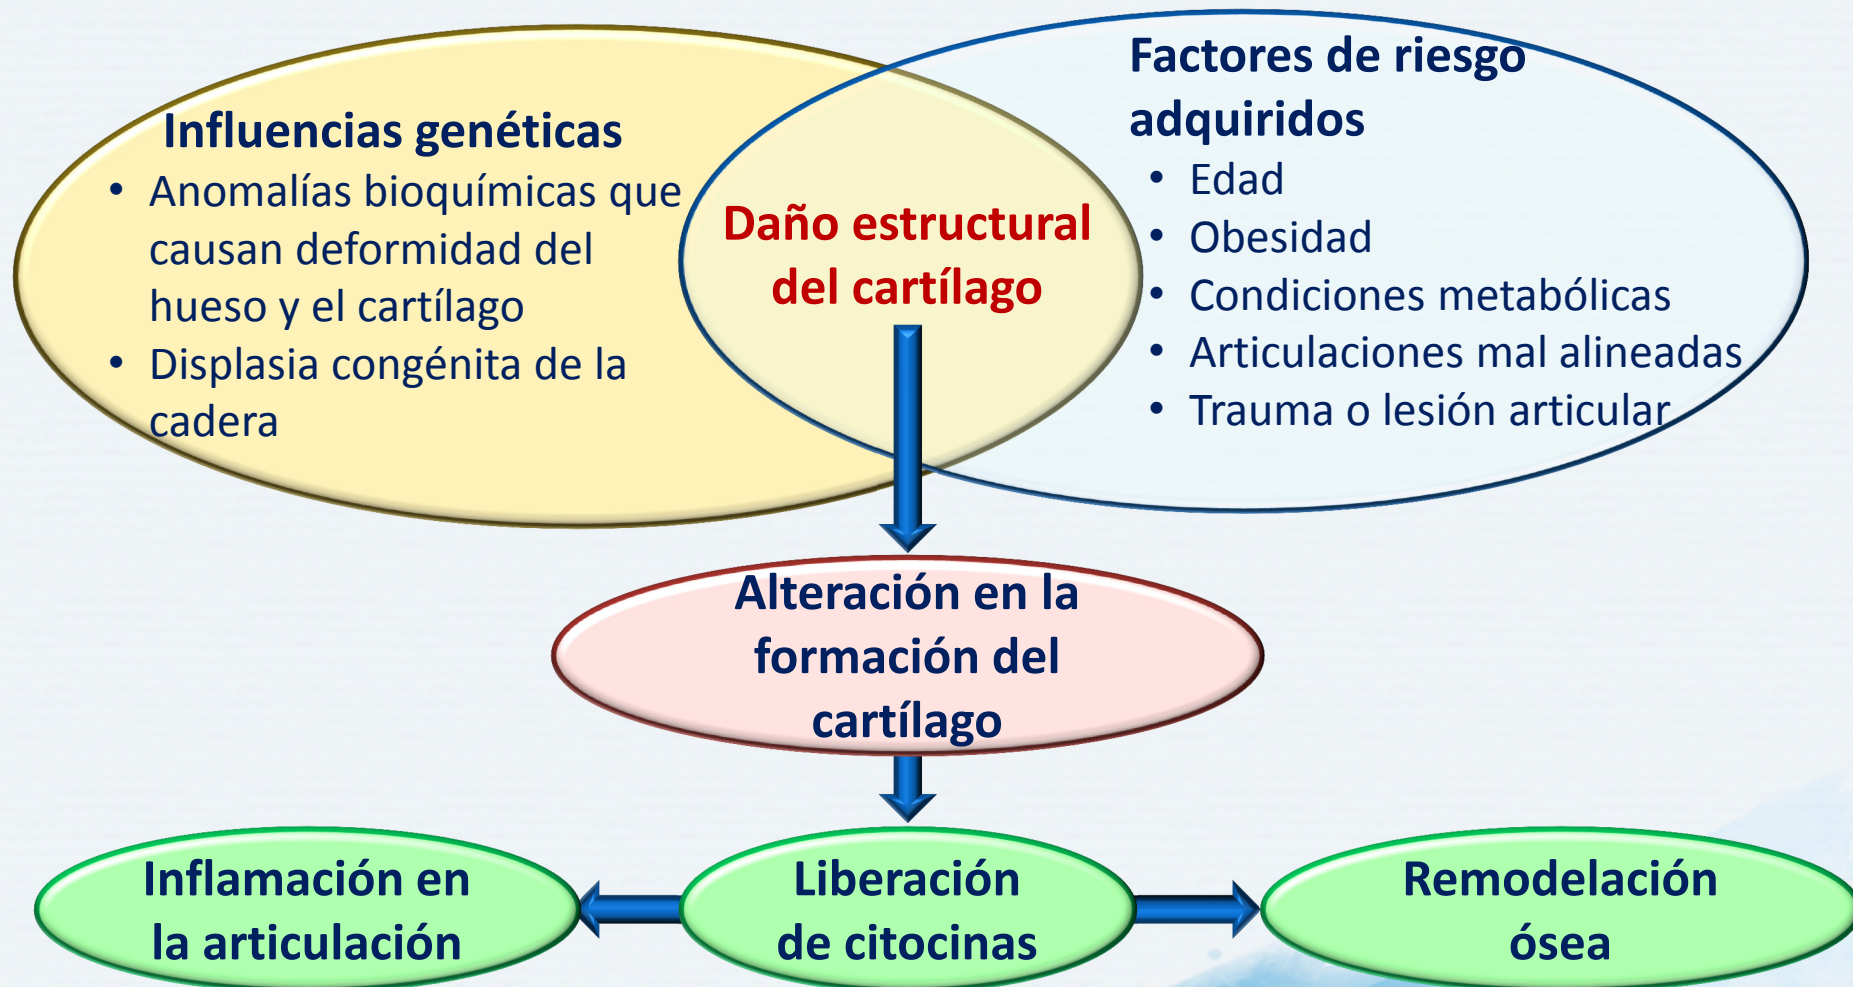 Influencias genéticas
• Anomalías bioquímicas que
causan deformidad del
hueso y el cartílago
• Displasia congénita de la
cadera
Daño estructural
del cartílago
Factores de riesgo
adquiridos
• Edad
• Obesidad
• Condiciones metabólicas
• Articulaciones mal alineadas
• Trauma o lesión articular
Alteración en la
formación del
cartílago
Inflamación en
la articulación
Liberación
de citocinas
Remodelación
ósea